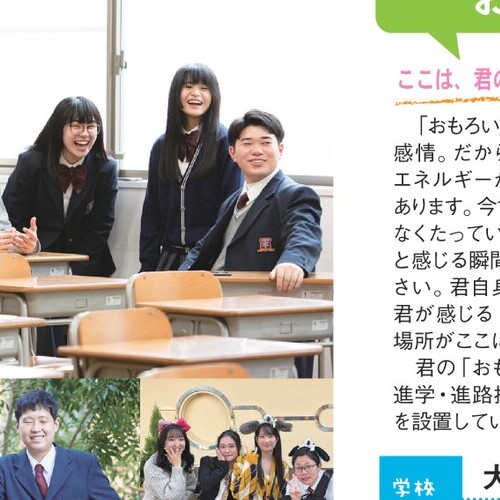 ここは、君の
「おもろい
感情。だから
エネルギーが
あります。今す
なくたってい
と感じる瞬間
さい。君自身
君が感じる「
場所がここに
君の「おも
進学・進路指
を設置してい
学校